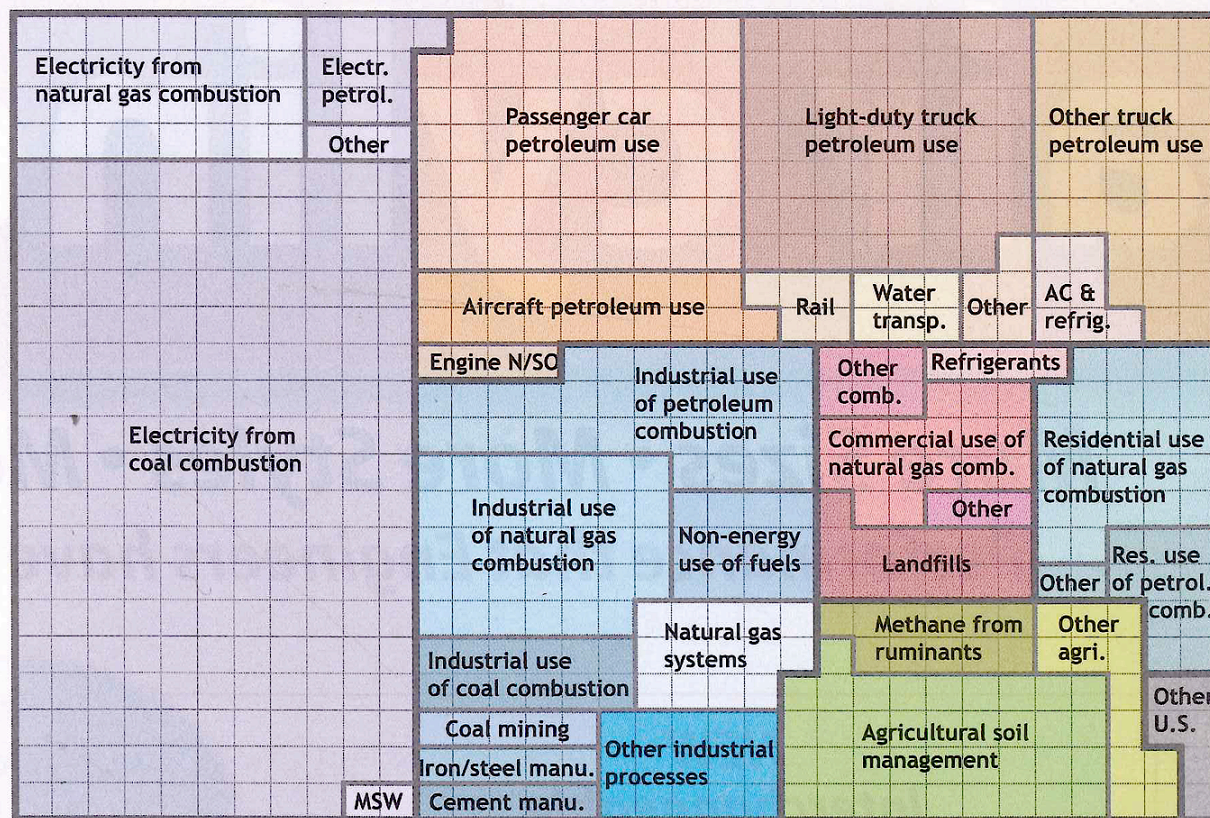 Electricity from
natural gas combustion
Electr.
petrol.
Other
Passenger car
petroleum use
Light-duty truck
petroleum use
Other truck
petroleum use
Aircraft petroleum use
Rail
Water
transp.
Other
AC &
refrig.
Engine N/SO
Industrial use
of petroleum
combustion
Other
comb.
Refrigerants
Electricity from
coal combustion
Commercial use of
natural gas comb.
Residential use
of natural gas
combustion
Industrial use
of natural gas
combustion
Non-energy
use of fuels
Other
Landfills
Other
Res. use
of petrol.
comb.
Natural gas
systems
Methane from
ruminants
Other
agri.
Industrial use
of coal combustion
Other
U.S.
Coal mining
Other industrial
processes
Agricultural soil
management
Iron/steel manu.
MSW
Cement manu.